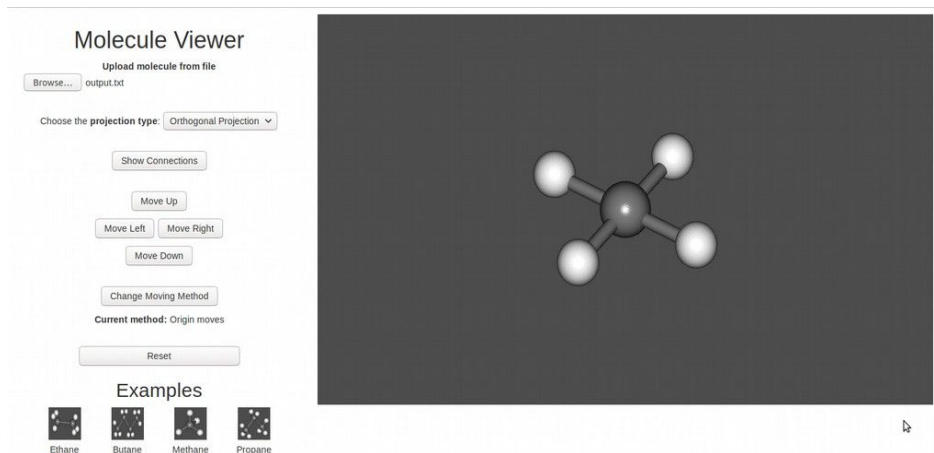 Molecule Viewer
Upload molecule from file
Browse... output.txt
Choose the projection type: Orthogonal Projection
Show Connections
Move Up
Move Left Move Right
Move Down
Change Moving Method
Current method: Origin moves
Reset
Examples
Ethane Butane Methane Propane